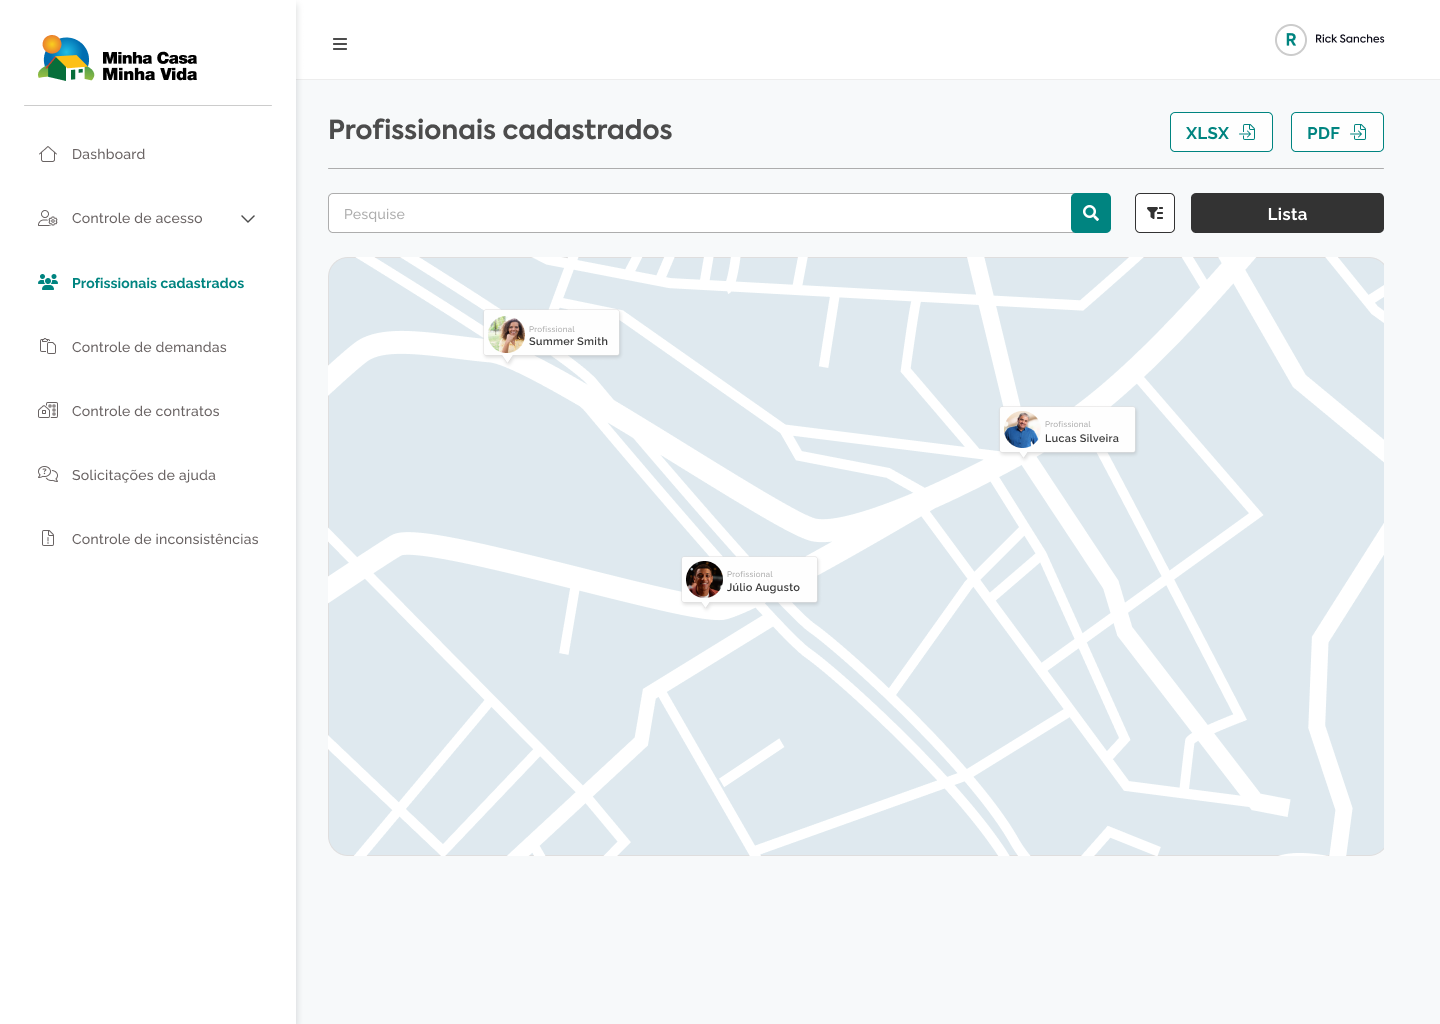 Minha Casa
Minha Vida
R
Rick Sanches
Dashboard
Controle de acesso
Profissionais cadastrados
Controle de demandas
Controle de contratos
Solicitações de ajuda
Controle de inconsistências
Profissionais cadastrados
XLSX
PDF
Pesquise
Lista
Profissional
Summer Smith
Profissional
Lucas Silveira
Profissional
Júlio Augusto